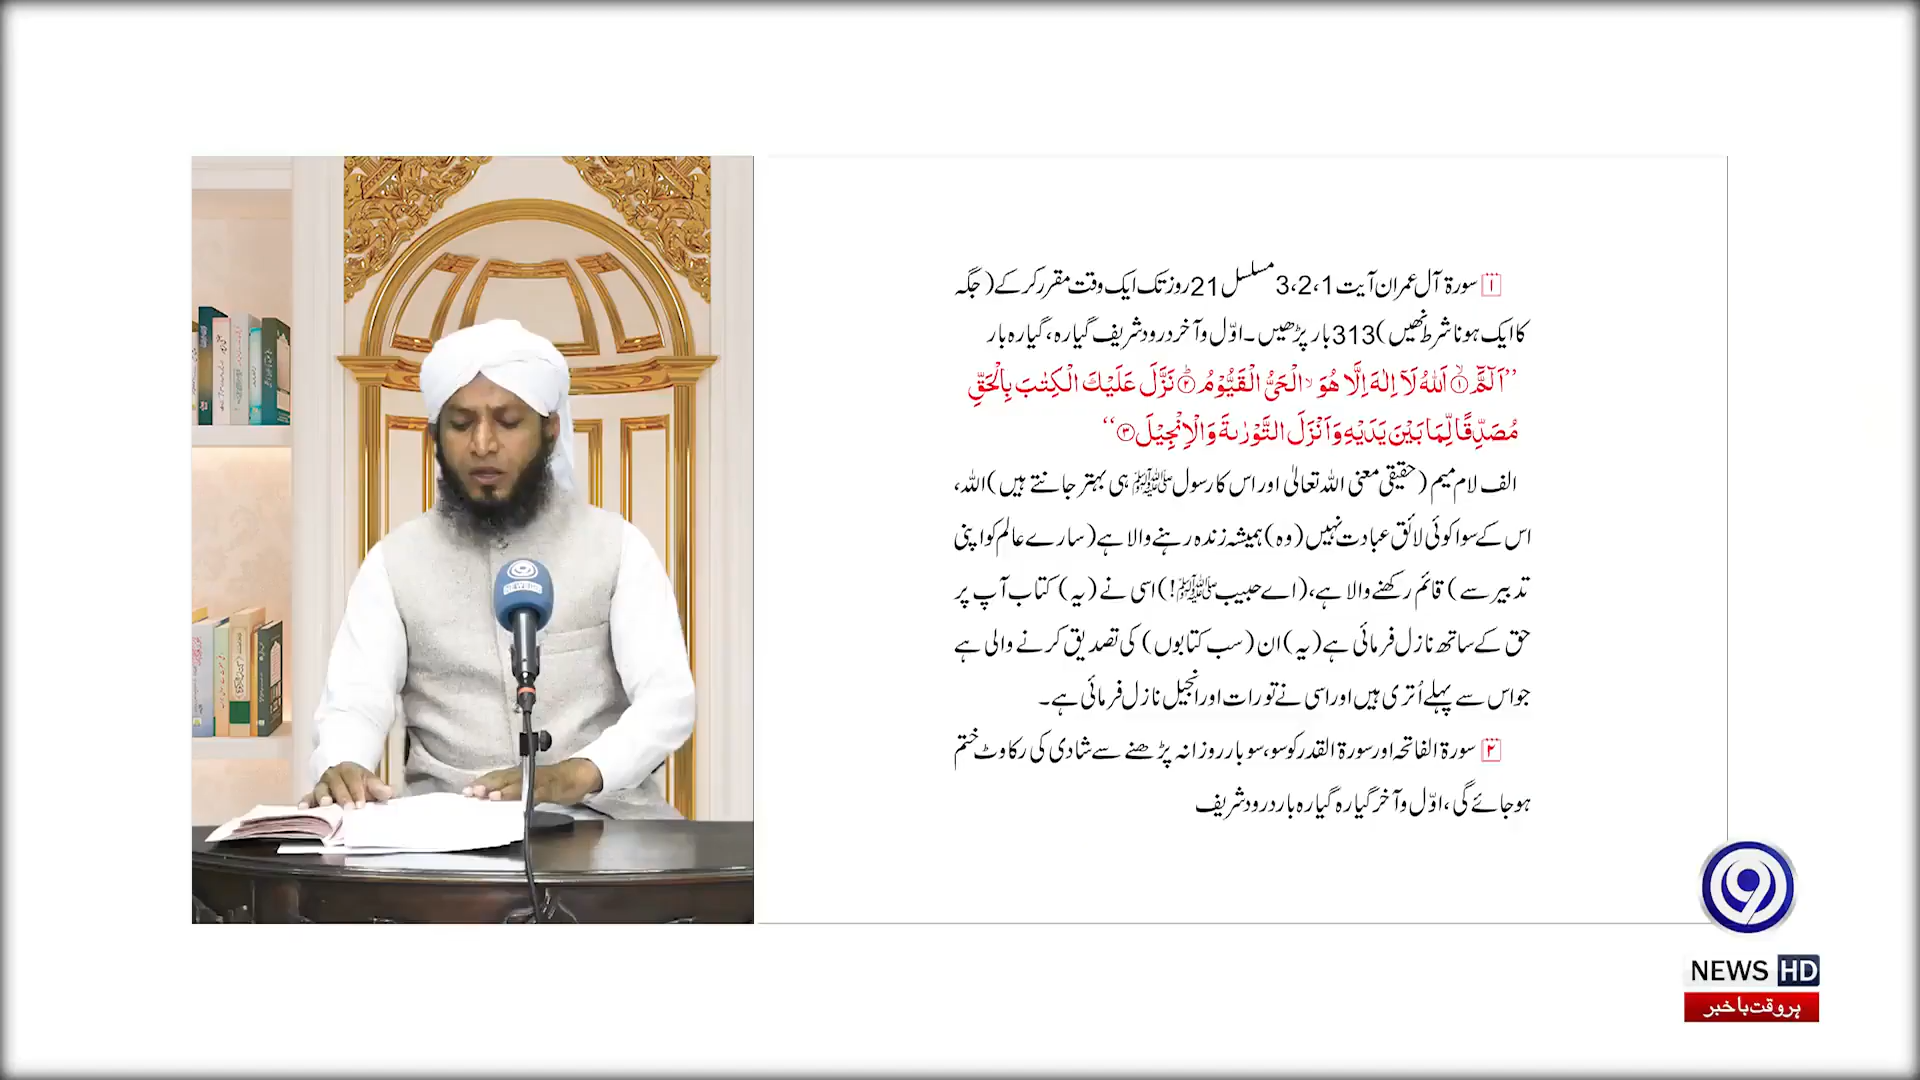 ۱ سورۃ آل عمران آیت 3،2،1 مسلسل 21 روز تک ایک وقت مقرر کر کے (جگہ
کا ایک ہونا شرط نھیں) 313 بار پڑھیں۔ اوّل و آخر درود شریف گیارہ، گیارہ بار
”الٓمّٓ ۙ﴿۱﴾ اللّٰهُ لَاۤ اِلٰهَ اِلَّا هُوَ ۙ الْحَیُّ الْقَیُّوْمُ ؕ﴿۲﴾ نَزَّلَ عَلَیْكَ الْكِتٰبَ بِالْحَقِّ
مُصَدِّقًا لِّمَا بَیْنَ یَدَیْهِ وَ اَنْزَلَ التَّوْرٰىةَ وَ الْاِنْجِیْلَ ﴿۳﴾“
الف لام میم (حقیقی معنی اللہ تعالیٰ اور اس کا رسول ﷺ ہی بہتر جانتے ہیں) اللہ،
اس کے سوا کوئی لائق عبادت نہیں (وہ) ہمیشہ زندہ رہنے والا ہے (سارے عالم کو اپنی
تدبیر سے) قائم رکھنے والا ہے، (اے حبیب ﷺ!) اسی نے (یہ) کتاب آپ پر
حق کے ساتھ نازل فرمائی ہے (یہ) ان (سب کتابوں) کی تصدیق کرنے والی ہے
جو اس سے پہلے اُتری ہیں اور اسی نے تورات اور انجیل نازل فرمائی ہے۔
۲ سورۃ الفاتحہ اور سورۃ القدر کو سو، سو بار روزانہ پڑھنے سے شادی کی رکاوٹ ختم
ہو جائے گی، اوّل و آخر گیارہ گیارہ بار درود شریف
9
NEWS HD
ہر وقت باخبر